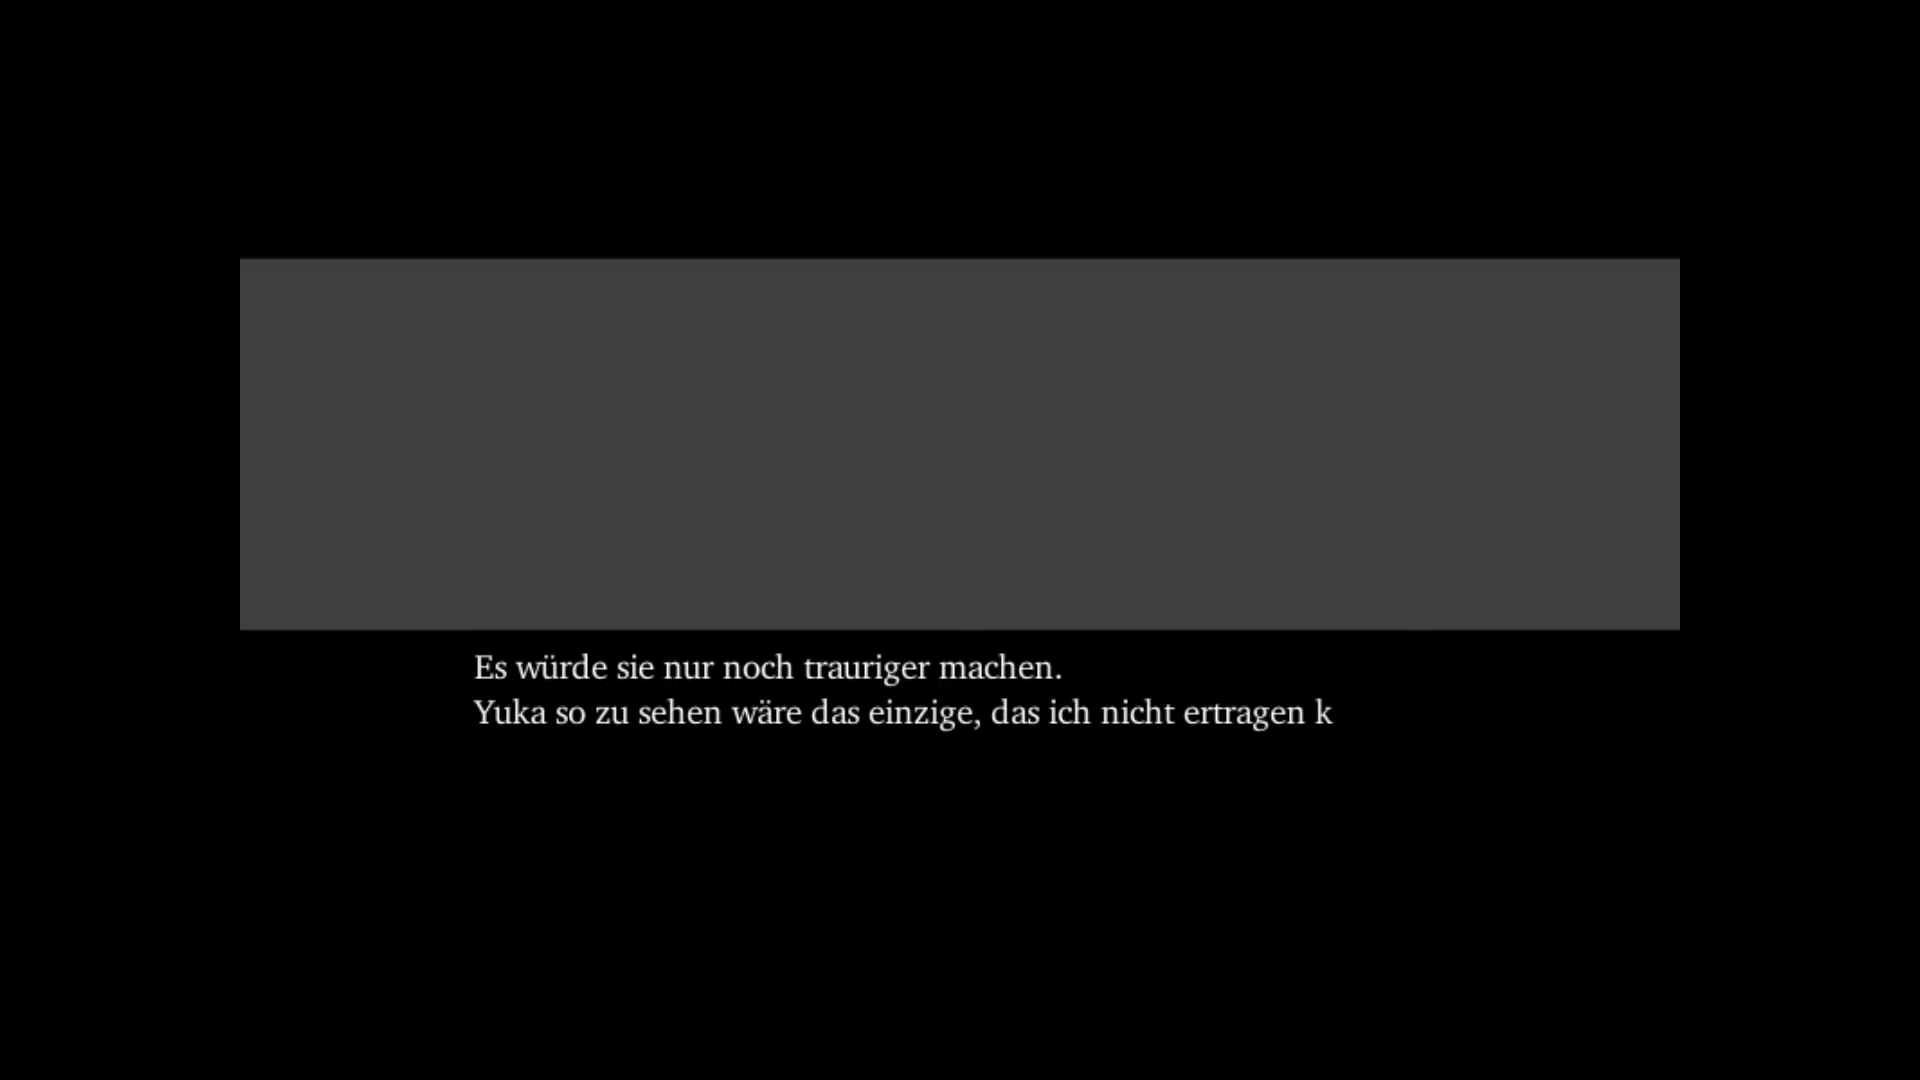 Es würde sie nur noch trauriger machen.
Yuka so zu sehen wäre das einzige, das ich nicht ertragen k